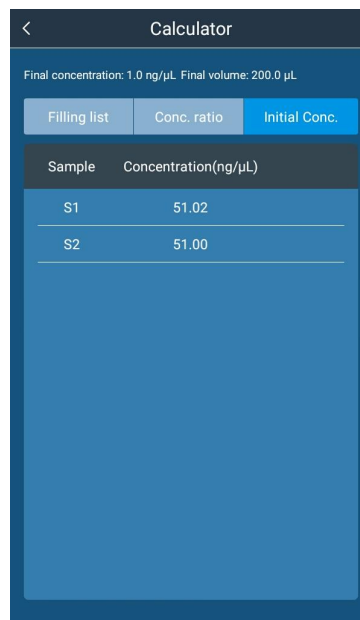 Calculator
Final concentration: 1.0 ng/µL Final volume: 200.0 µL
Filling list Conc. ratio Initial Conc.
Sample Concentration(ng/µL)
S1 51.02
S2 51.00